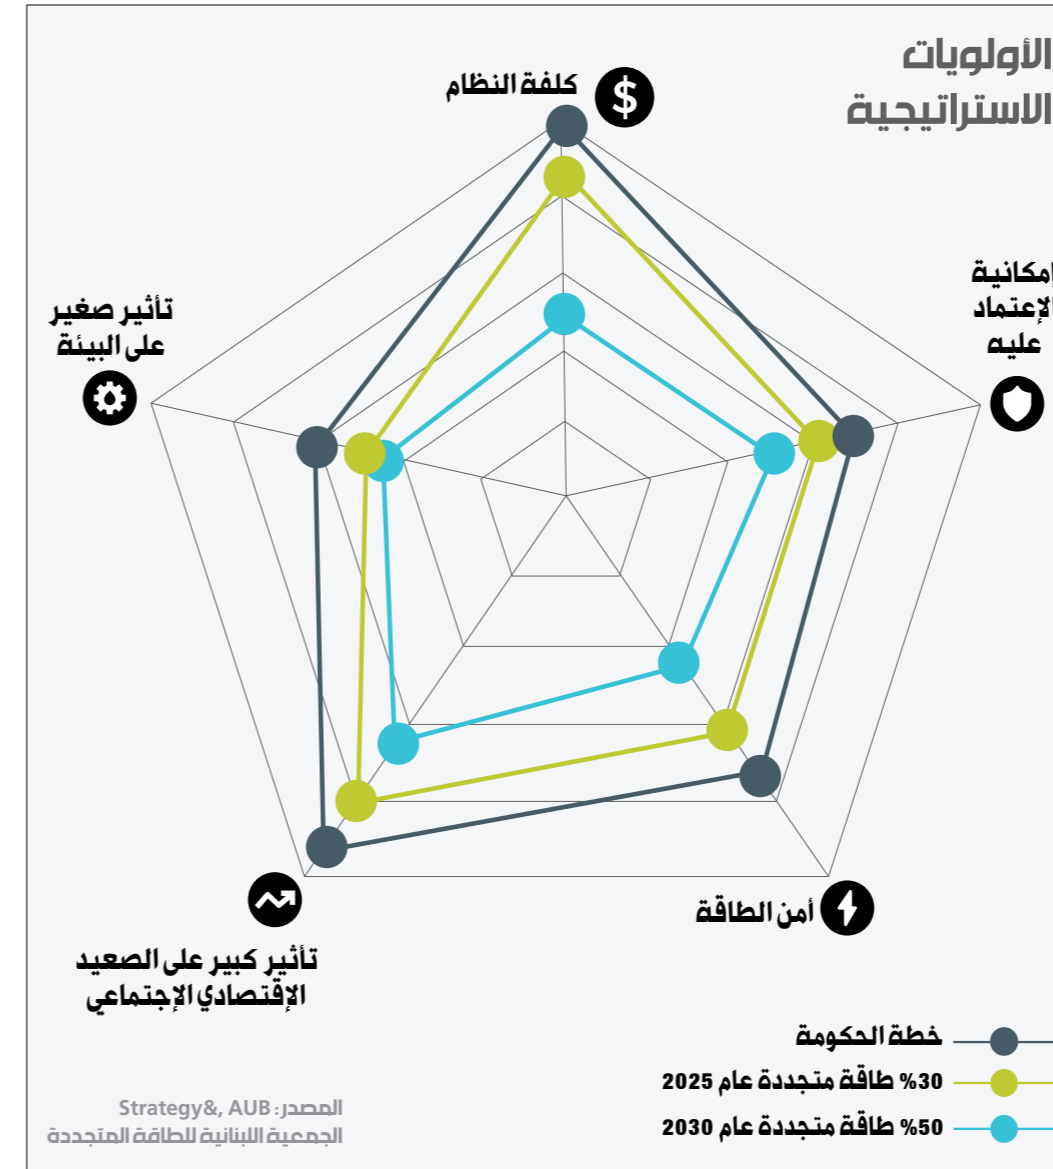 الأولويات
الاستراتيجية
كلفة النظام
$
إمكانية
الإعتماد
عليه
تأثير صغير
على البيئة
أمن الطاقة
تأثير كبير على الصعيد
الإقتصادي الإجتماعي
خطة الحكومة
30% طاقة متجددة عام 2025
50% طاقة متجددة عام 2030
المصدر: Strategy&, AUB
الجمعية اللبنانية للطاقة المتجددة